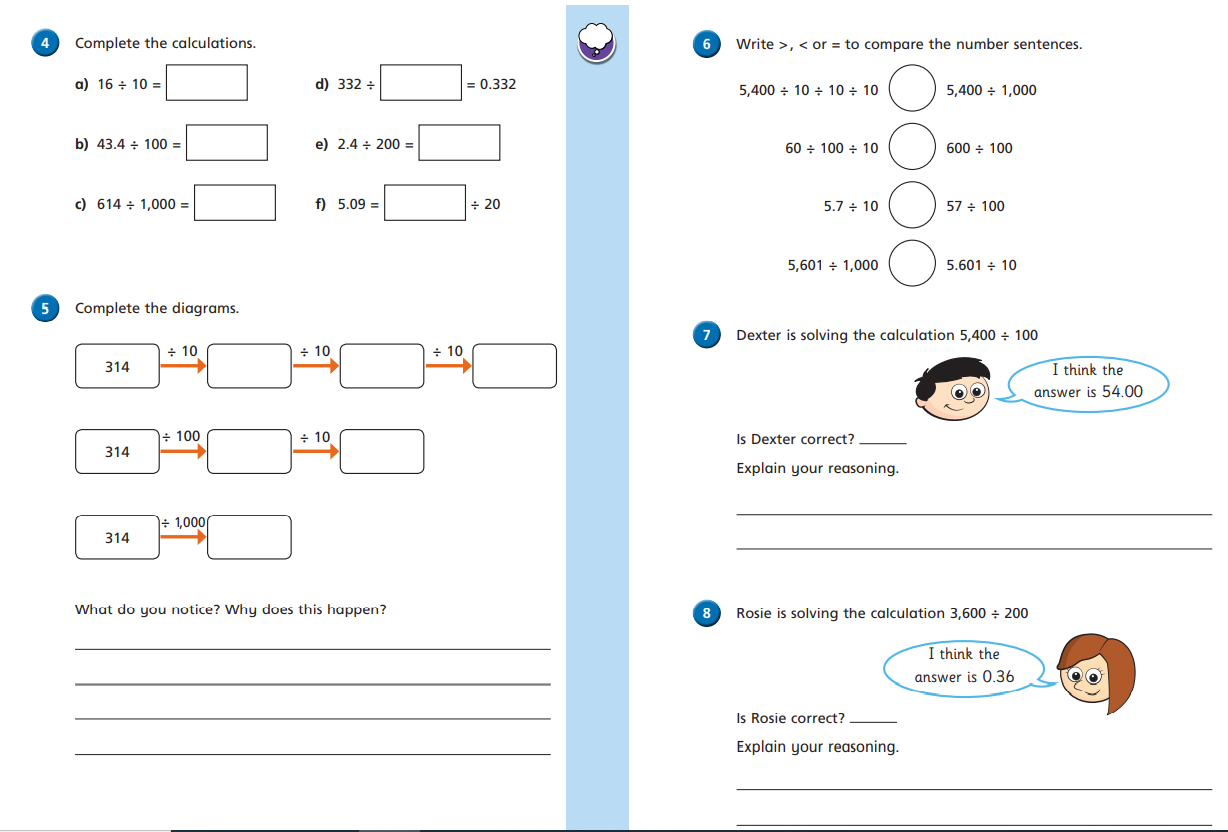 4 Complete the calculations.
a) 16 ÷ 10 =
d) 332 ÷ = 0.332
b) 43.4 ÷ 100 =
e) 2.4 ÷ 200 =
c) 614 ÷ 1,000 =
f) 5.09 = ÷ 20
5 Complete the diagrams.
314 ÷ 10 ÷ 10 ÷ 10
314 ÷ 100 ÷ 10
314 ÷ 1,000
What do you notice? Why does this happen?
6 Write >, < or = to compare the number sentences.
5,400 ÷ 10 ÷ 10 ÷ 10 5,400 ÷ 1,000
60 ÷ 100 ÷ 10 600 ÷ 100
5.7 ÷ 10 57 ÷ 100
5,601 ÷ 1,000 5.601 ÷ 10
7 Dexter is solving the calculation 5,400 ÷ 100
I think the
answer is 54.00
Is Dexter correct?
Explain your reasoning.
8 Rosie is solving the calculation 3,600 ÷ 200
I think the
answer is 0.36
Is Rosie correct?
Explain your reasoning.